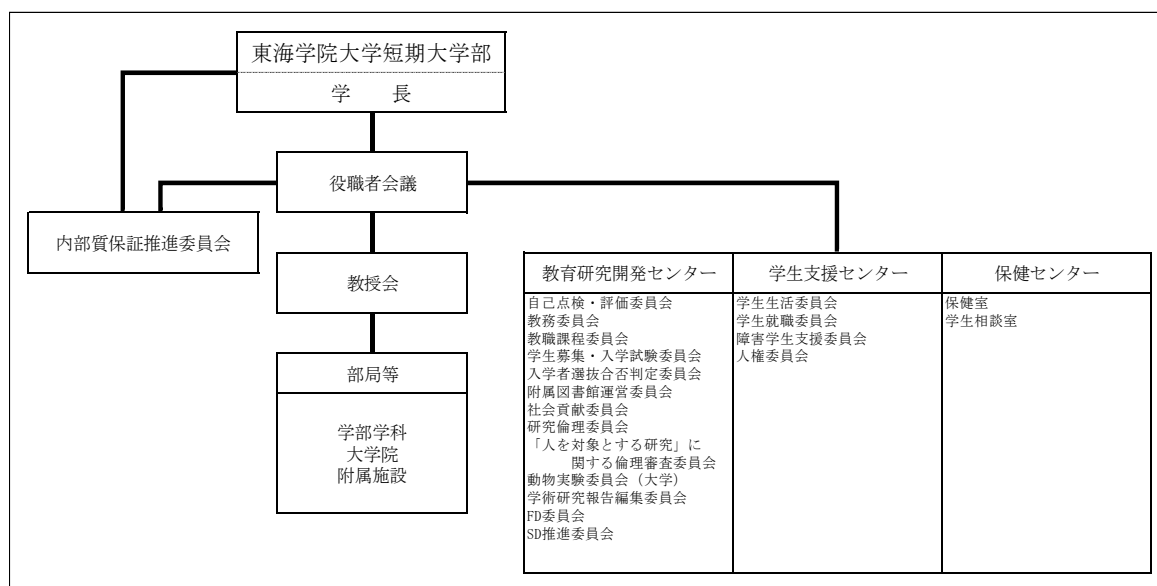 東海学院大学短期大学部
学　　長
役職者会議
内部質保証推進委員会
教授会
部局等
学部学科
大学院
附属施設
教育研究開発センター
自己点検・評価委員会
教務委員会
教職課程委員会
学生募集・入学試験委員会
入学者選抜合否判定委員会
附属図書館運営委員会
社会貢献委員会
研究倫理委員会
「人を対象とする研究」に
関する倫理審査委員会
動物実験委員会（大学）
学術研究報告編集委員会
FD委員会
SD推進委員会
学生支援センター
学生生活委員会
学生就職委員会
障害学生支援委員会
人権委員会
保健センター
保健室
学生相談室